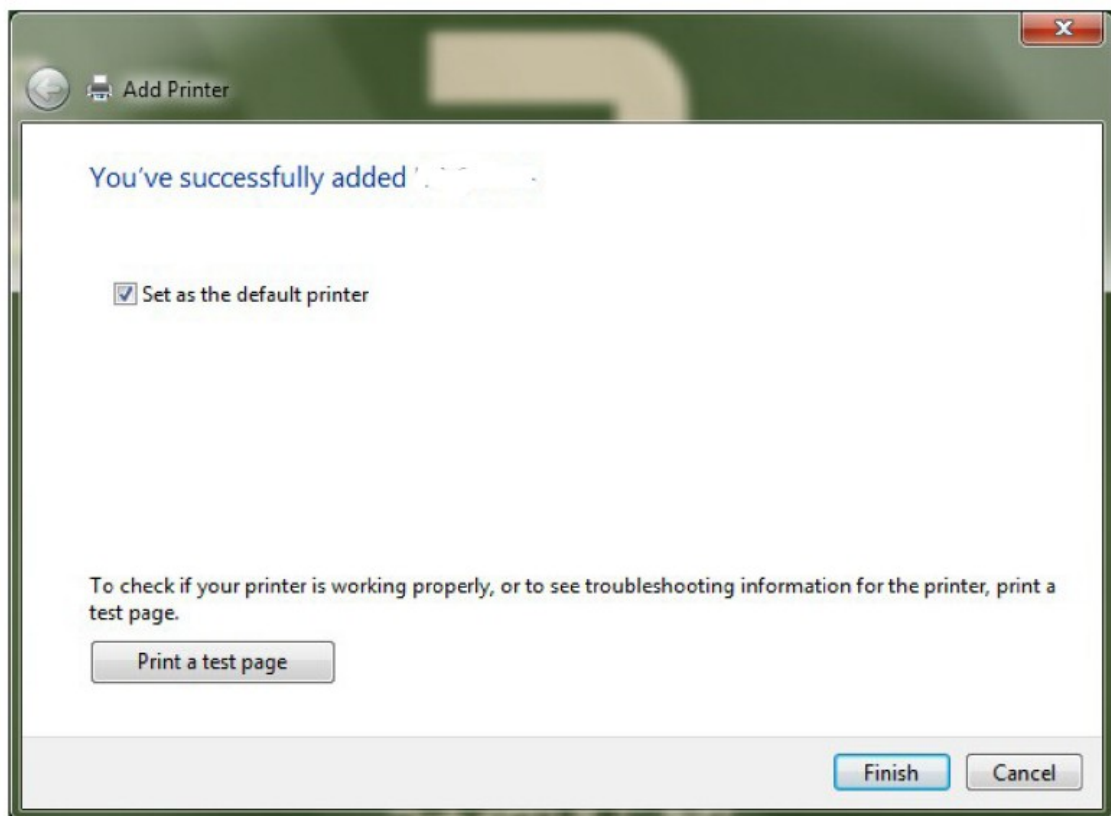 Add Printer
You've successfully added
Set as the default printer
To check if your printer is working properly, or to see troubleshooting information for the printer, print a
test page.
Print a test page
Finish
Cancel